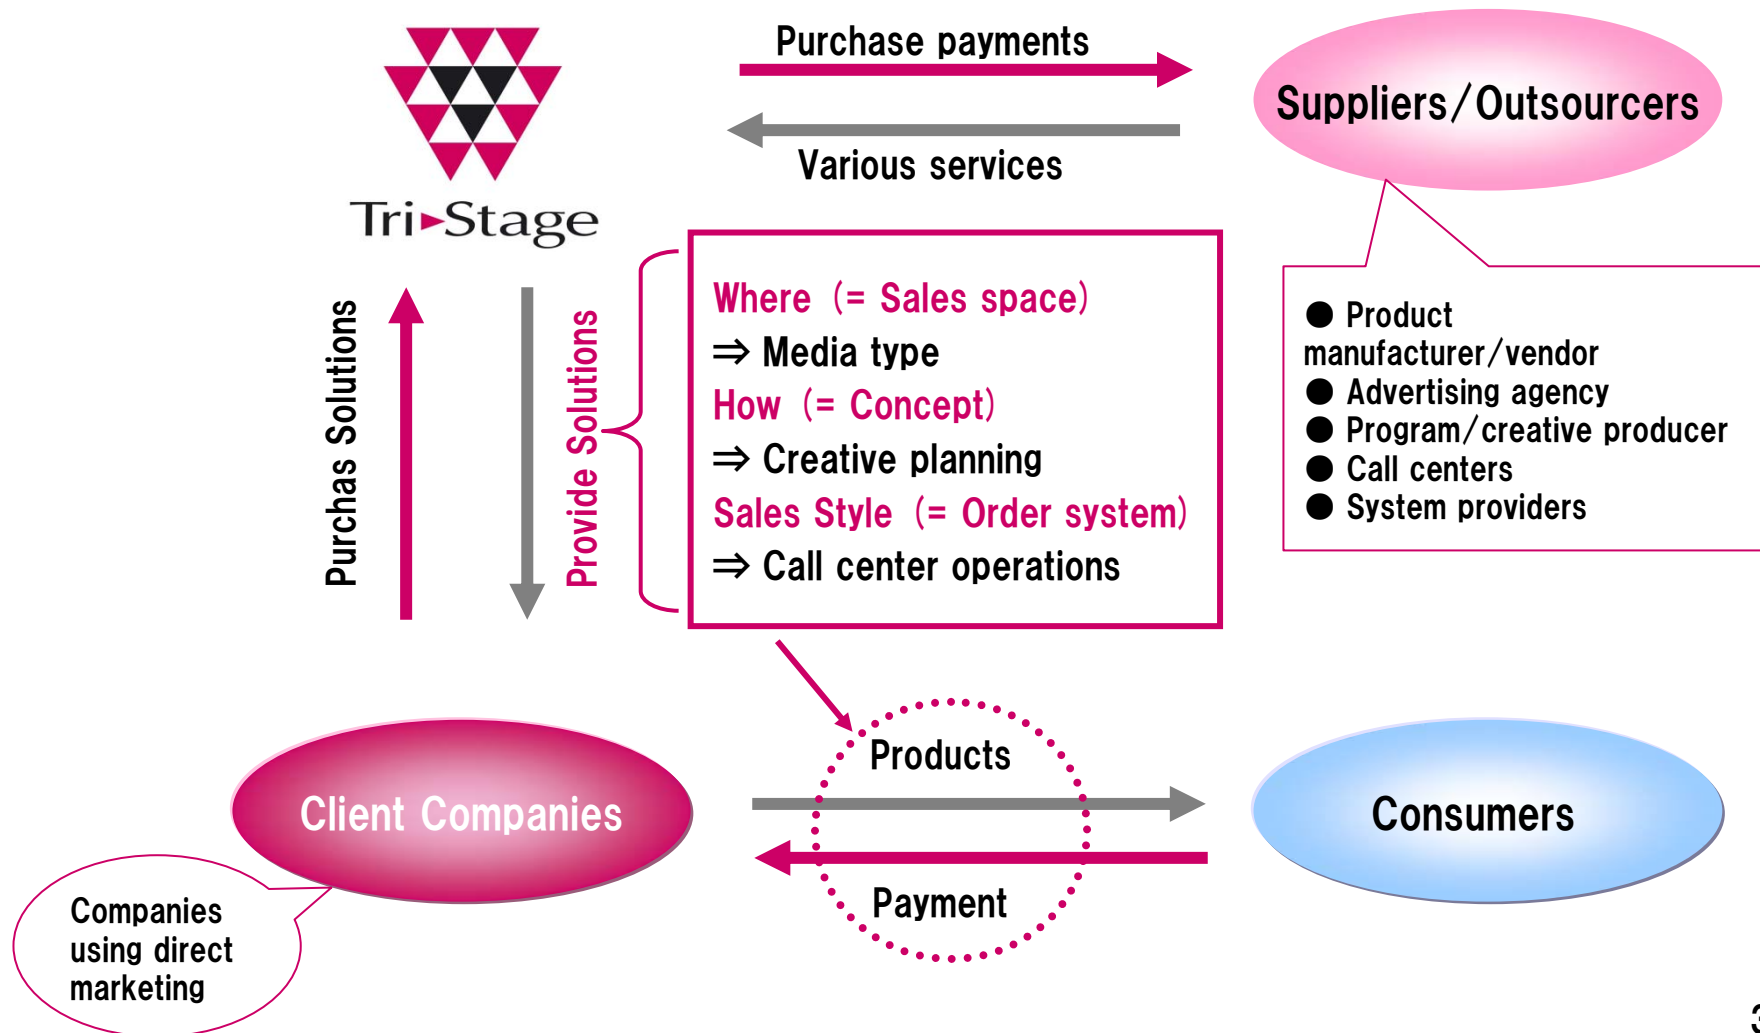 Purchase payments
Various services
Suppliers/Outsourcers
Tri►Stage
● Product
manufacturer/vendor
● Advertising agency
● Program/creative producer
● Call centers
● System providers
Purchas Solutions
Provide Solutions
Where (= Sales space)
⇒ Media type
How (= Concept)
⇒ Creative planning
Sales Style (= Order system)
⇒ Call center operations
Client Companies
Products
Payment
Consumers
Companies
using direct
marketing
3